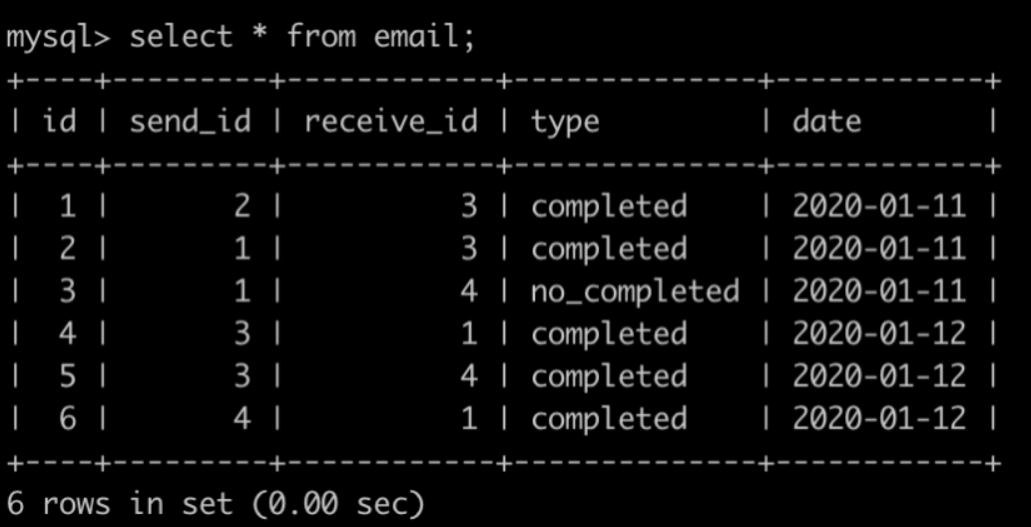 mysql> select * from email;
+----+---------+------------+--------------+------------+
| id | send_id | receive_id | type         | date       |
+----+---------+------------+--------------+------------+
|  1 |       2 |          3 | completed    | 2020-01-11 |
|  2 |       1 |          3 | completed    | 2020-01-11 |
|  3 |       1 |          4 | no_completed | 2020-01-11 |
|  4 |       3 |          1 | completed    | 2020-01-12 |
|  5 |       3 |          4 | completed    | 2020-01-12 |
|  6 |       4 |          1 | completed    | 2020-01-12 |
+----+---------+------------+--------------+------------+
6 rows in set (0.00 sec)